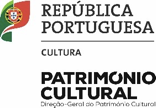 REPÚBLICA
PORTUGUESA
CULTURA
PATRIMÓNIO
CULTURAL
Direção-Geral do Património Cultural